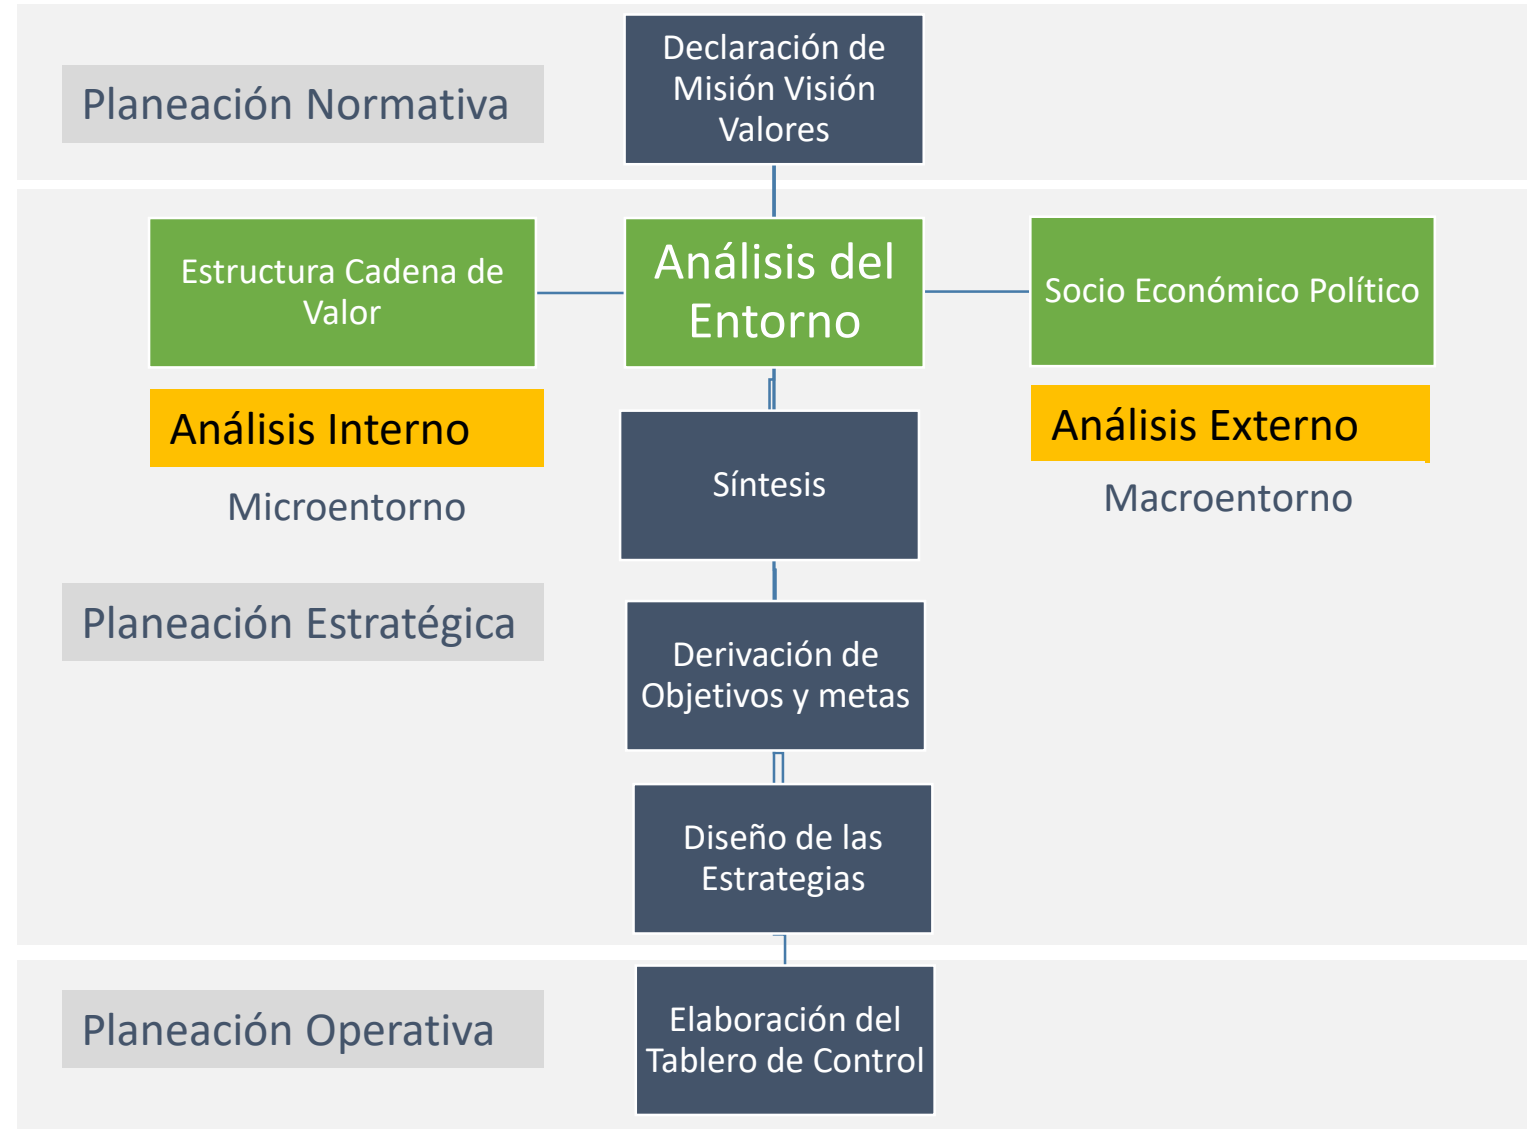 Declaración de
Misión Visión
Valores
Planeación Normativa
Estructura Cadena de
Valor
Análisis del
Entorno
Socio Económico Político
Análisis Interno
Análisis Externo
Microentorno
Síntesis
Macroentorno
Planeación Estratégica
Derivación de
Objetivos y metas
Diseño de las
Estrategias
Planeación Operativa
Elaboración del
Tablero de Control